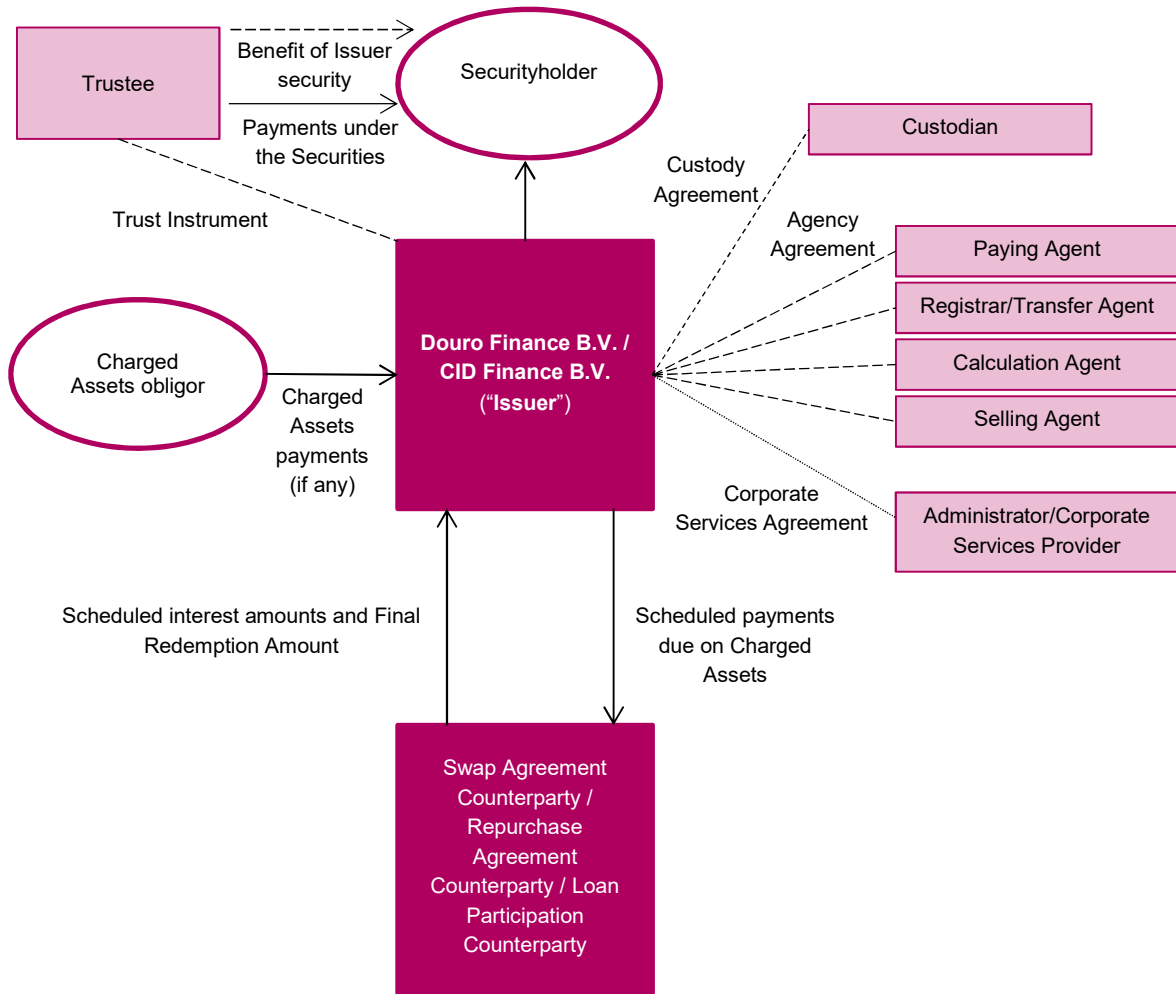 Trustee
Benefit of Issuer
security
Payments under
the Securities
Securityholder
Custodian
Custody
Agreement
Trust Instrument
Agency
Agreement
Paying Agent
Registrar/Transfer Agent
Calculation Agent
Selling Agent
Charged
Assets obligor
Charged
Assets
payments
(if any)
Douro Finance B.V. /
CID Finance B.V.
(“Issuer”)
Corporate
Services Agreement
Administrator/Corporate
Services Provider
Scheduled interest amounts and Final
Redemption Amount
Scheduled payments
due on Charged
Assets
Swap Agreement
Counterparty /
Repurchase
Agreement
Counterparty / Loan
Participation
Counterparty